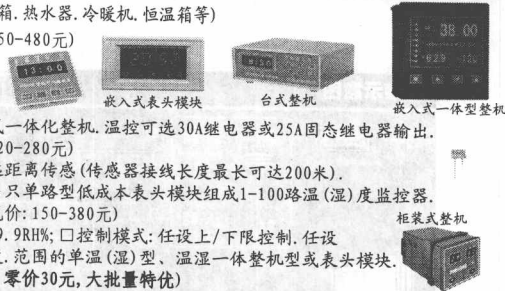 箱.热水器.冷暖机.恒温箱等)
50-480元)
13:00
8:30
38 00
嵌入式表头模块
台式整机
嵌入式一体型整机
一体化整机.温控可选30A继电器或25A固态继电器输出.
20-280元)
距离传感(传感器接线长度最长可达200米).
只单路型低成本表头模块组成1-100路温(湿)度监控器.
价:150-380元)
柜装式整机
9.9RH%;□控制模式:任设上/下限控制.任设
.范围的单温(湿)型、温湿一体整机型或表头模块.
零价30元,大批量特优)